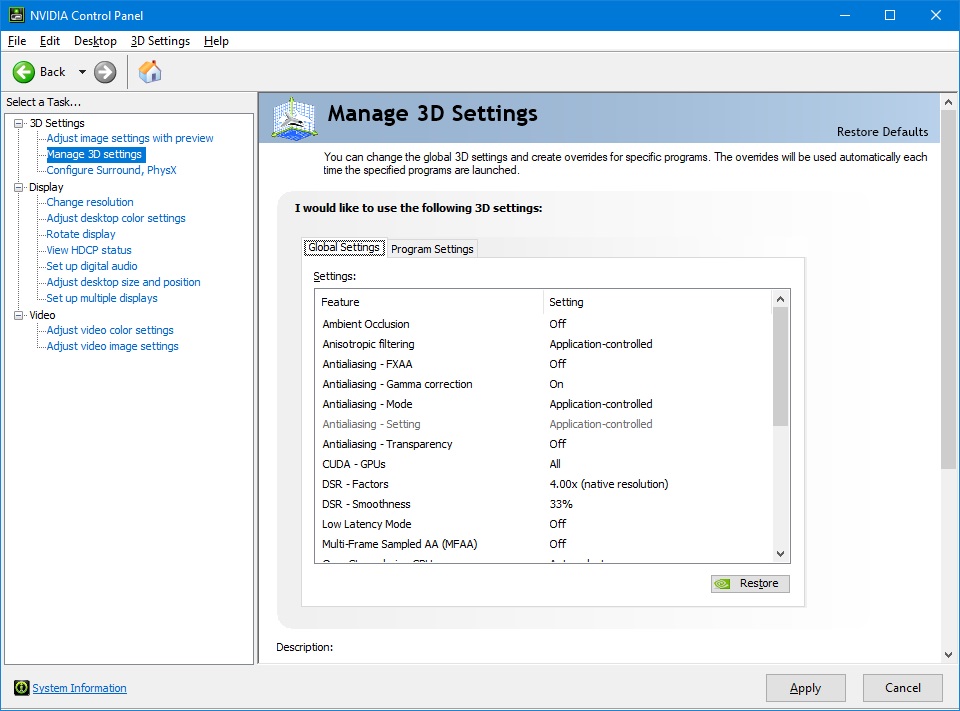 NVIDIA Control Panel
File Edit Desktop 3D Settings Help
Back
Select a Task...
3D Settings
Adjust image settings with preview
Manage 3D settings
Configure Surround, PhysX
Display
Change resolution
Adjust desktop color settings
Rotate display
View HDCP status
Set up digital audio
Adjust desktop size and position
Set up multiple displays
Video
Adjust video color settings
Adjust video image settings
Manage 3D Settings
Restore Defaults
You can change the global 3D settings and create overrides for specific programs. The overrides will be used automatically each
time the specified programs are launched.
I would like to use the following 3D settings:
Global Settings Program Settings
Settings:
Feature Setting
Ambient Occlusion Off
Anisotropic filtering Application-controlled
Antialiasing - FXAA Off
Antialiasing - Gamma correction On
Antialiasing - Mode Application-controlled
Antialiasing - Setting Application-controlled
Antialiasing - Transparency Off
CUDA - GPUs All
DSR - Factors 4.00x (native resolution)
DSR - Smoothness 33%
Low Latency Mode Off
Multi-Frame Sampled AA (MFAA) Off
Restore
Description:
System Information
Apply Cancel